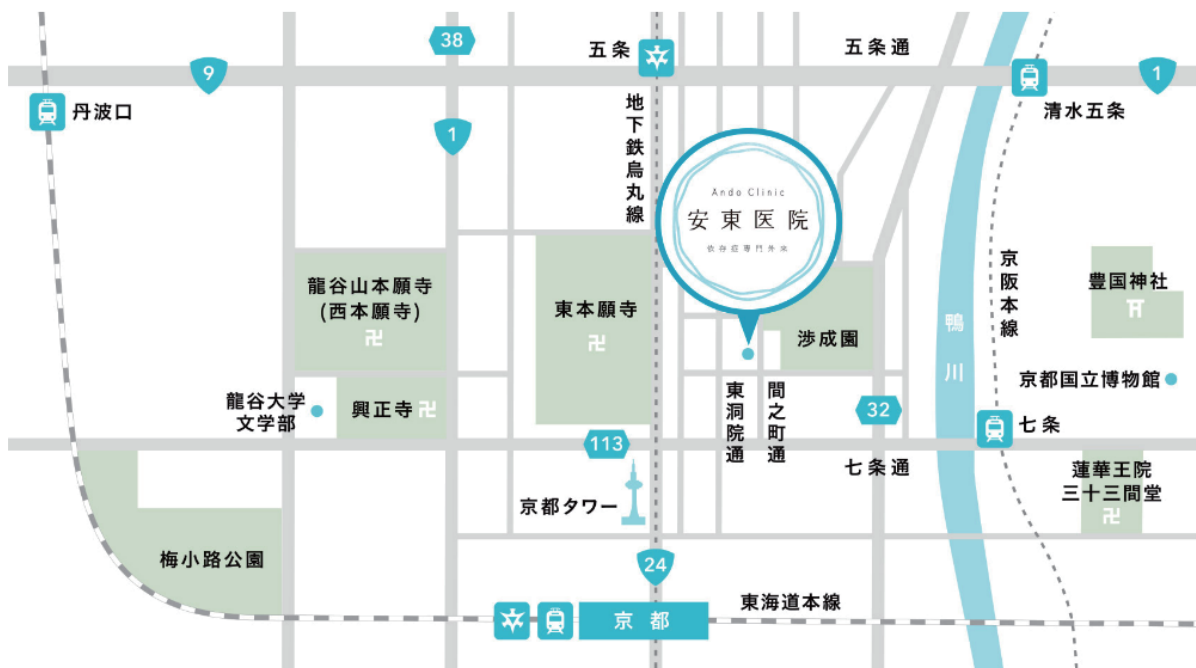 38
五条
五条通
9
1
丹波口
清水五条
地下鉄烏丸線
1
Ando Clinic
安東医院
依存症専門外来
京阪本線
豊国神社
龍谷山本願寺
(西本願寺)
卍
東本願寺
卍
渉成園
鴨川
京都国立博物館
龍谷大学
文学部
興正寺 卍
東洞院通
間之町通
32
七条
113
七条通
蓮華王院
三十三間堂
卍
京都タワー
梅小路公園
24
東海道本線
京都